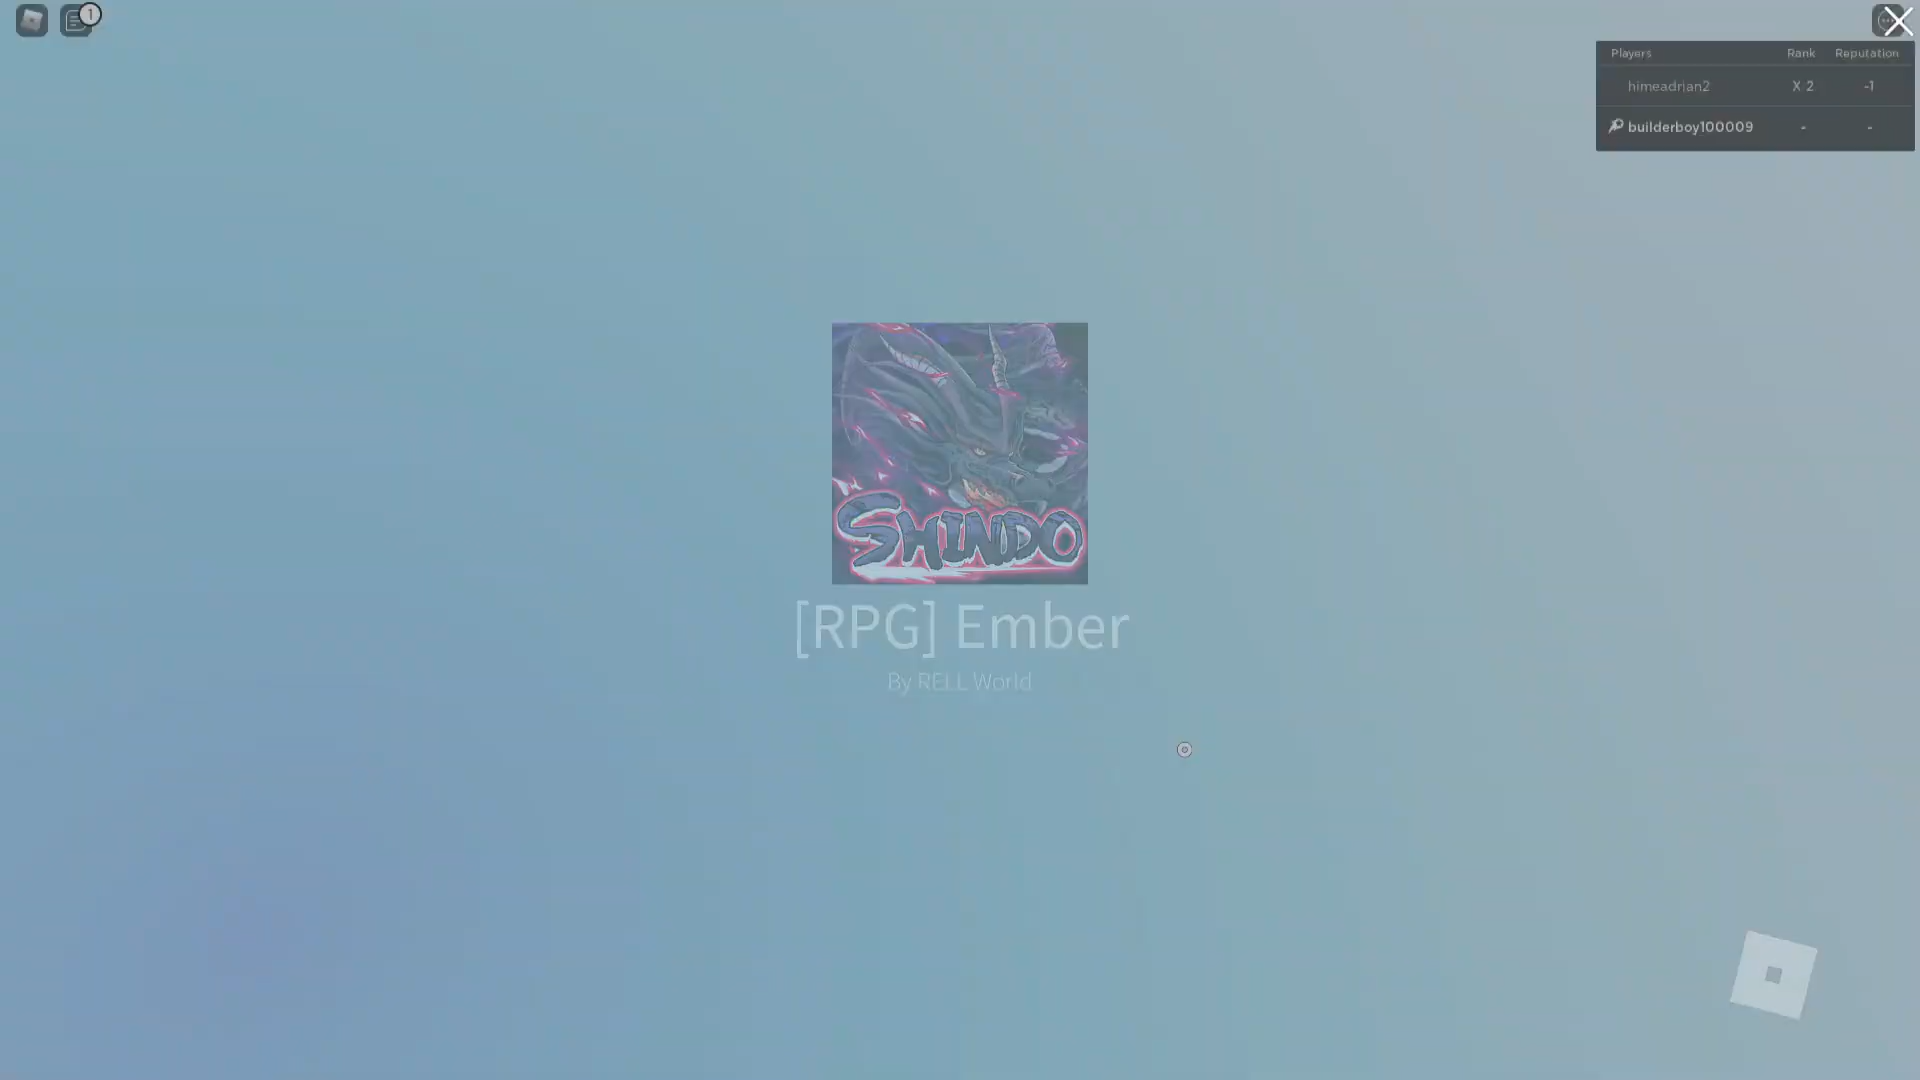 1
Players Rank Reputation
himeadrian2 X 2 -1
builderboy100009 - -
SHINDO
[RPG] Ember
By RELL World